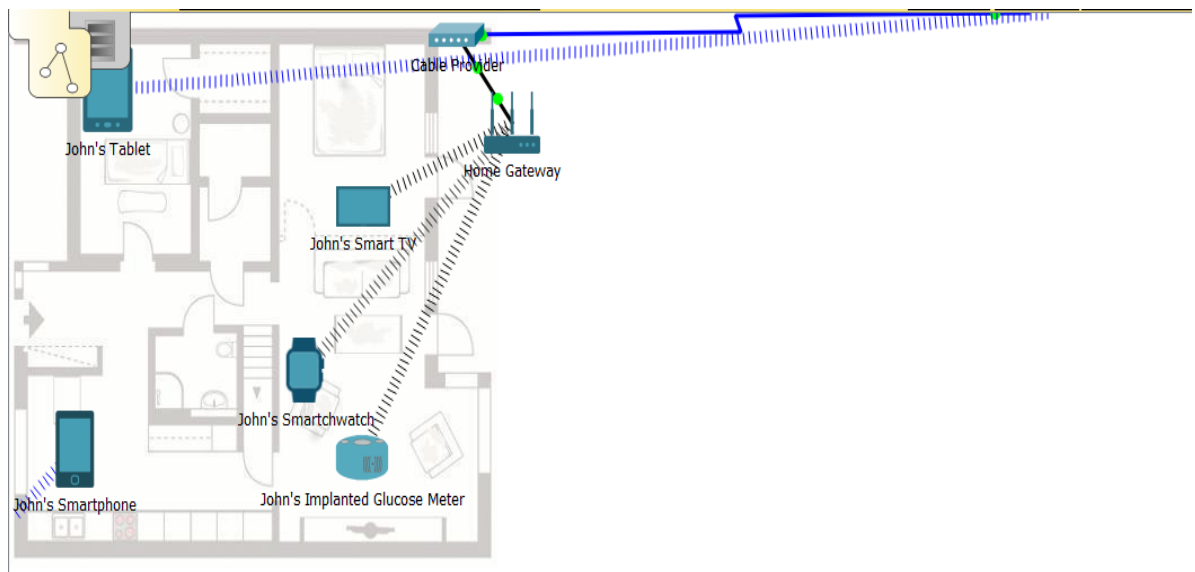 Cable Provider
John's Tablet
Home Gateway
John's Smart TV
John's Smartchwatch
John's Smartphone
John's Implanted Glucose Meter